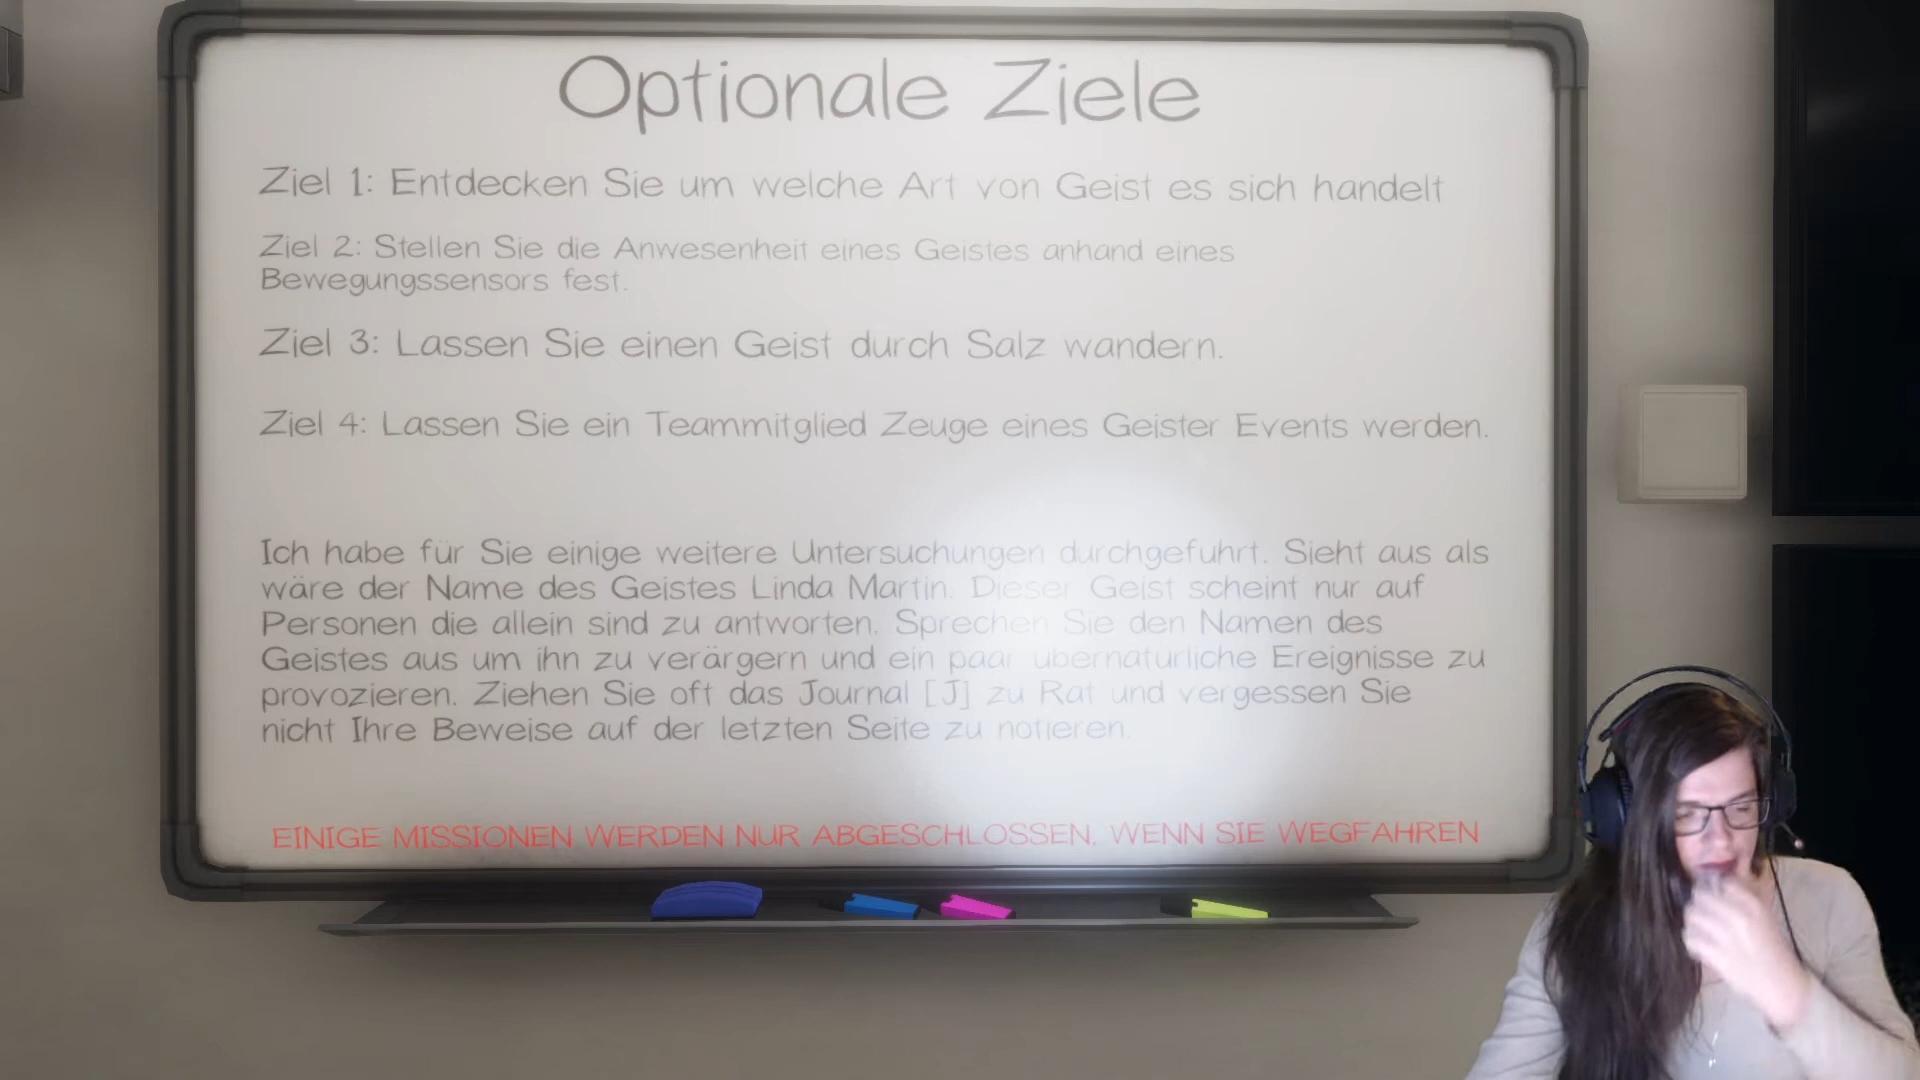 Optionale Ziele
Ziel 1: Entdecken Sie um welche Art von Geist es sich handelt
Ziel 2: Stellen Sie die Anwesenheit eines Geistes anhand eines
Bewegungssensors fest.
Ziel 3: Lassen Sie einen Geist durch Salz wandern.
Ziel 4: Lassen Sie ein Teammitglied Zeuge eines Geister Events werden.
Ich habe für Sie einige weitere Untersuchungen durchgeführt. Sieht aus als
wäre der Name des Geistes Linda Martin. Dieser Geist scheint nur auf
Personen die allein sind zu antworten. Sprechen Sie den Namen des
Geistes aus um ihn zu verärgern und ein paar übernatürliche Ereignisse zu
provozieren. Ziehen Sie oft das Journal [J] zu Rat und vergessen Sie
nicht Ihre Beweise auf der letzten Seite zu notieren.
EINIGE MISSIONEN WERDEN NUR ABGESCHLOSSEN, WENN SIE WEGFAHREN